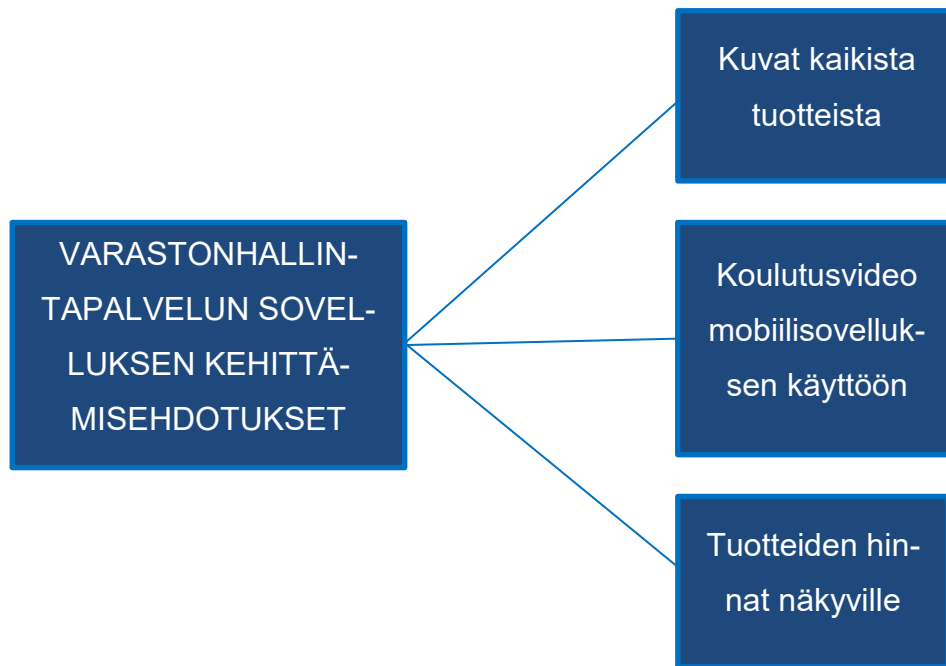 Kuvat kaikista
tuotteista
VARASTONHALLIN-
TAPALVELUN SOVEL-
LUKSEN KEHITTÄ-
MISEHDOTUKSET
Koulutusvideo
mobiilisovelluk-
sen käyttöön
Tuotteiden hin-
nat näkyville